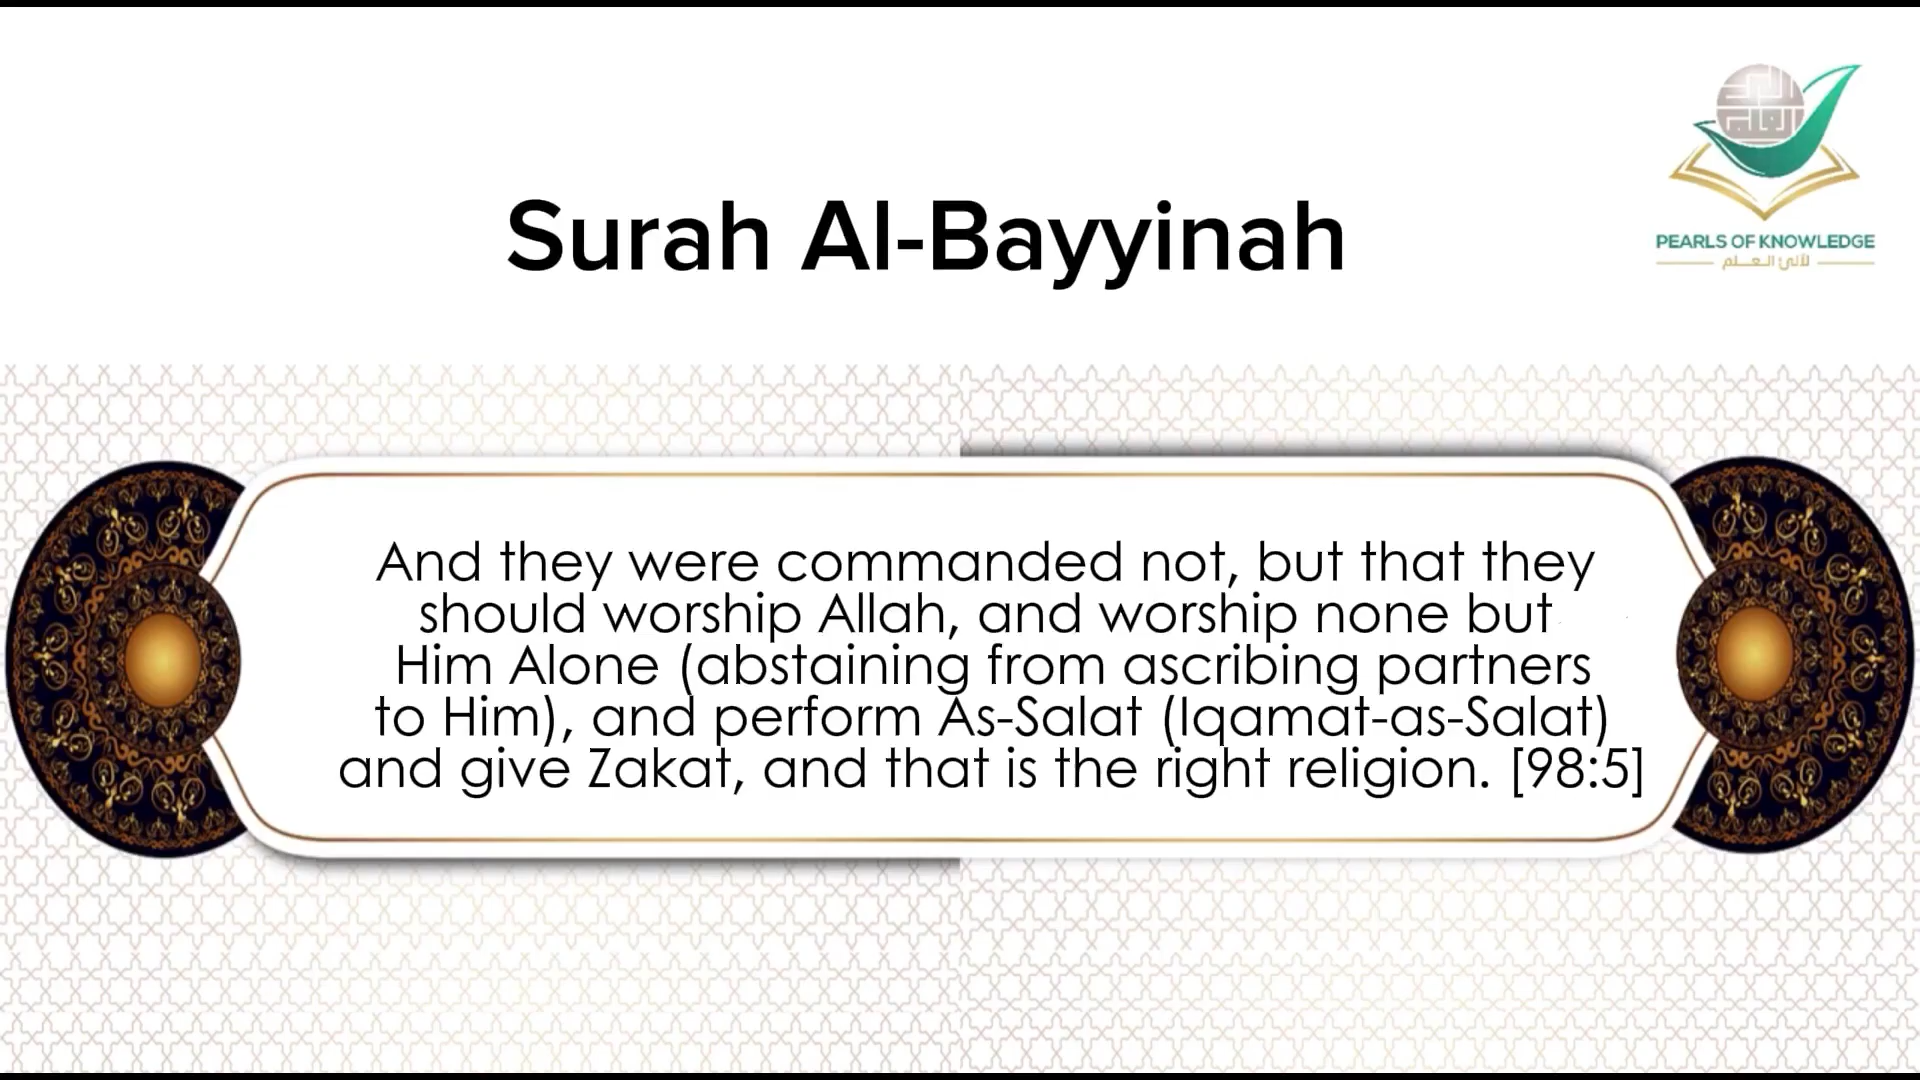 Surah Al-Bayyinah
PEARLS OF KNOWLEDGE
لآلئ العلم
And they were commanded not, but that they
should worship Allah, and worship none but
Him Alone (abstaining from ascribing partners
to Him), and perform As-Salat (Iqamat-as-Salat)
and give Zakat, and that is the right religion. [98:5]